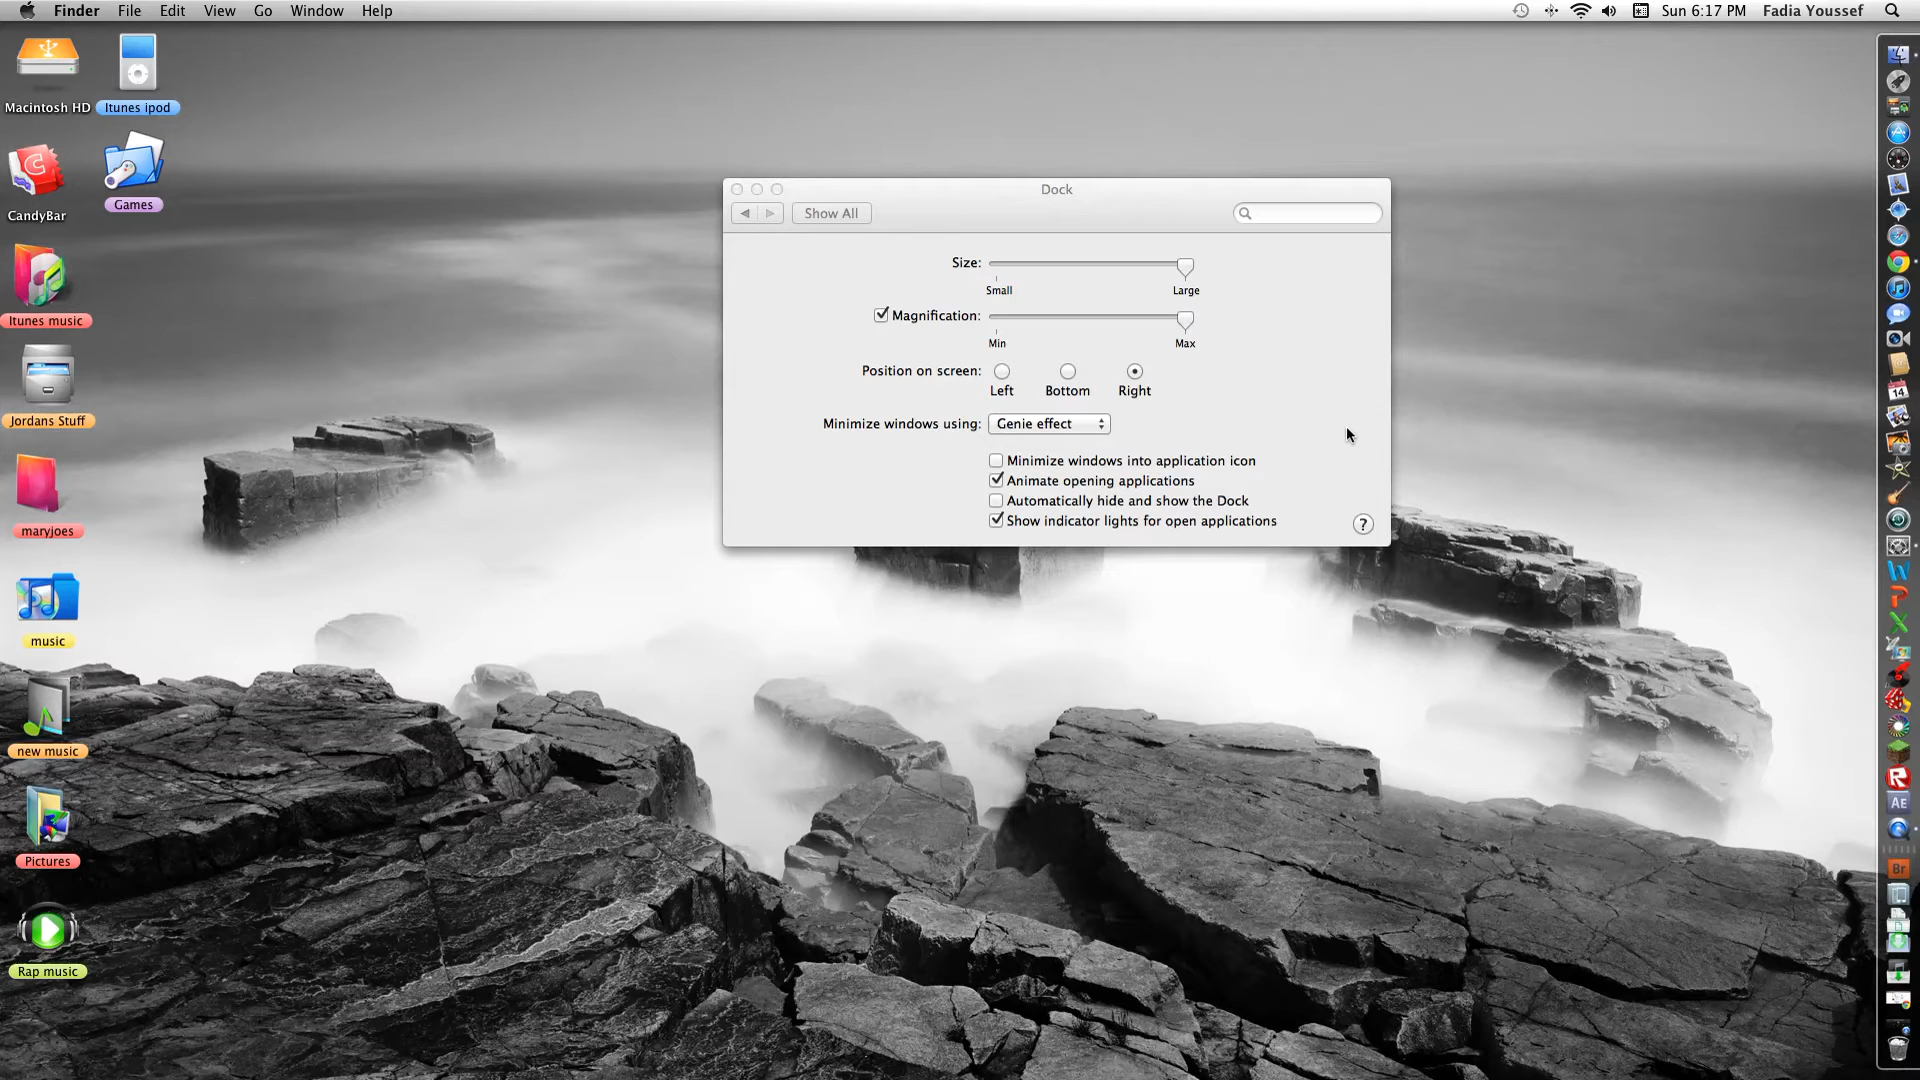 Finder File Edit View Go Window Help
Sun 6:17 PM Fadia Youssef
Macintosh HD
Itunes ipod
CandyBar
Games
Itunes music
Jordans Stuff
maryjoes
music
new music
Pictures
Rap music
Dock
Show All
Size:
Small Large
Magnification:
Min Max
Position on screen:
Left Bottom Right
Minimize windows using: Genie effect
Minimize windows into application icon
Animate opening applications
Automatically hide and show the Dock
Show indicator lights for open applications
?
14
W
P
X
AE
Br